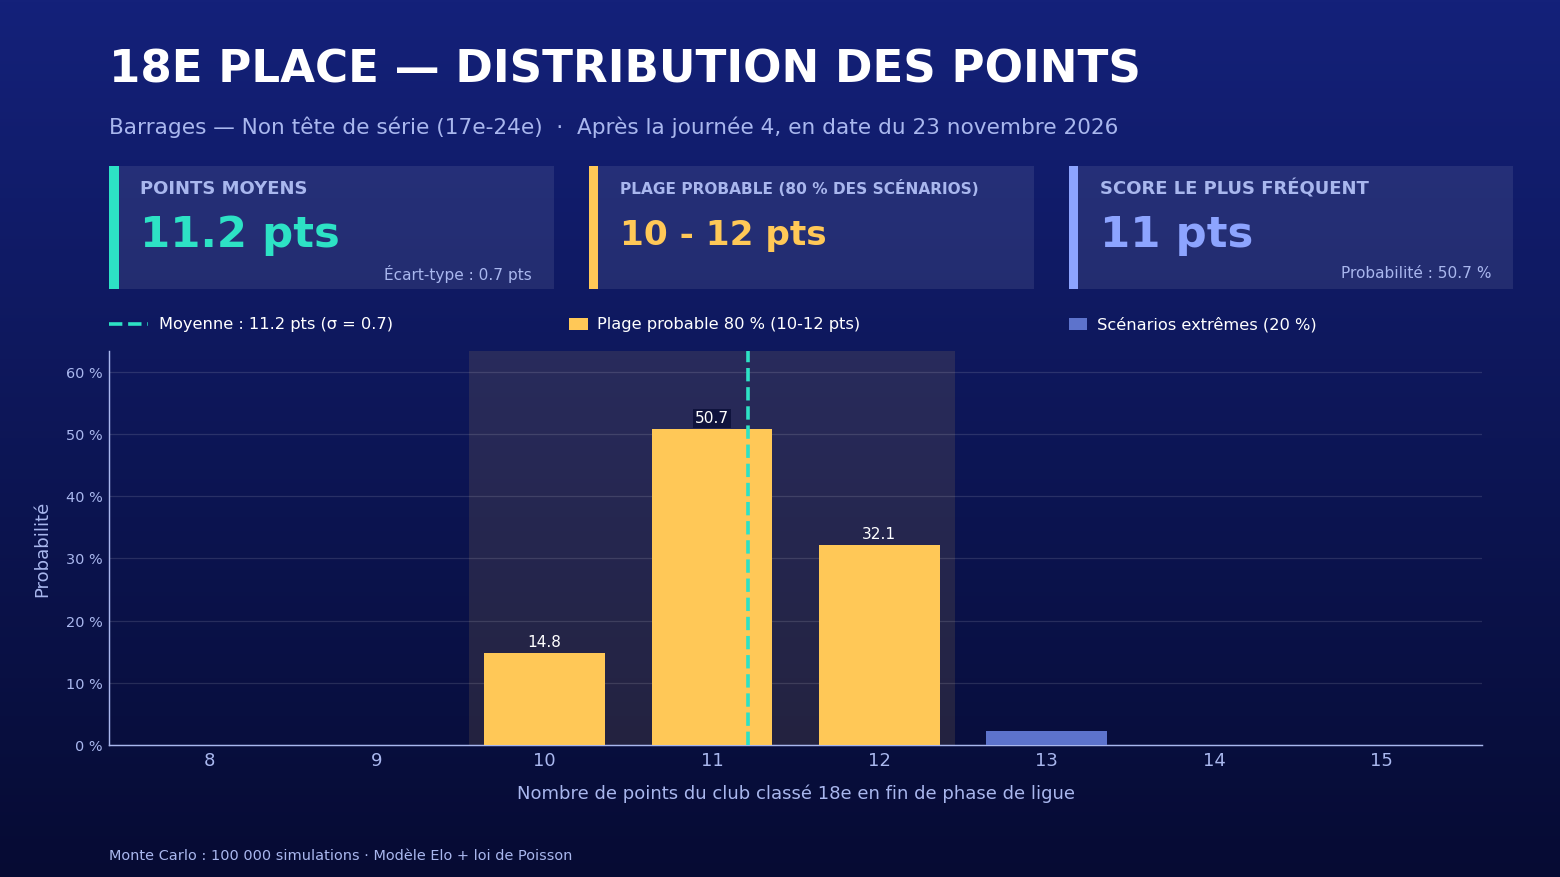 18E PLACE — DISTRIBUTION DES POINTS
Barrages — Non tête de série (17e-24e) · Après la journée 4, en date du 23 novembre 2026
POINTS MOYENS
11.2 pts
Écart-type : 0.7 pts
PLAGE PROBABLE (80 % DES SCÉNARIOS)
10 - 12 pts
SCORE LE PLUS FRÉQUENT
11 pts
Probabilité : 50.7 %
Moyenne : 11.2 pts (σ = 0.7)
Plage probable 80 % (10-12 pts)
Scénarios extrêmes (20 %)
Probabilité
60 %
50 %
40 %
30 %
20 %
10 %
0 %
14.8
50.7
32.1
8
9
10
11
12
13
14
15
Nombre de points du club classé 18e en fin de phase de ligue
Monte Carlo : 100 000 simulations · Modèle Elo + loi de Poisson